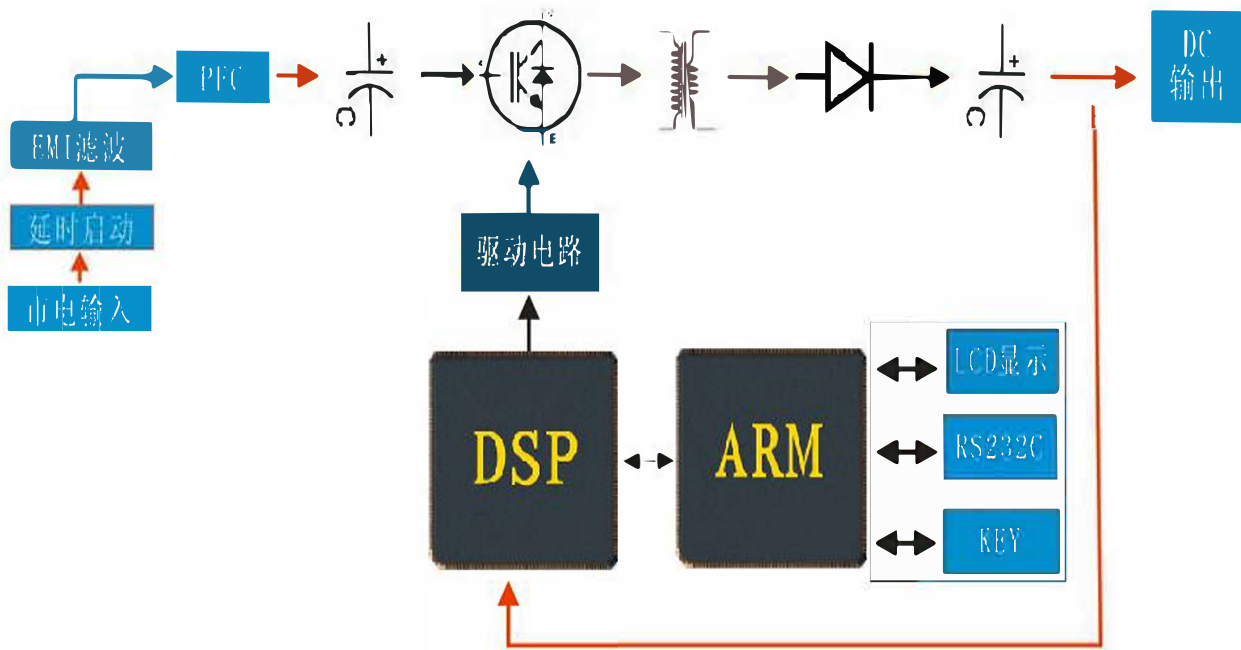 PFC
+
C
E
+
C
DC
输出
EMI滤波
延时启动
市电输入
驱动电路
DSP
ARM
LCD显示
RS232C
KEY